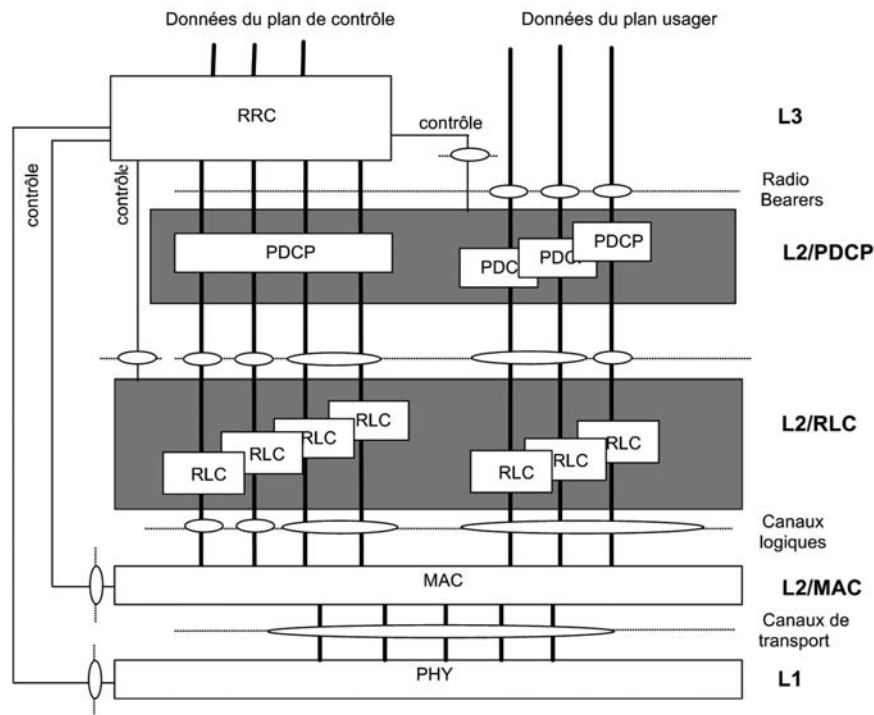 Données du plan de contrôle
Données du plan usager
RRC
L3
contrôle
contrôle
contrôle
Radio
Bearers
PDCP
PDCP
L2/PDCP
RLC
RLC
RLC
RLC
RLC
RLC
RLC
L2/RLC
Canaux
logiques
MAC
L2/MAC
Canaux de
transport
PHY
L1